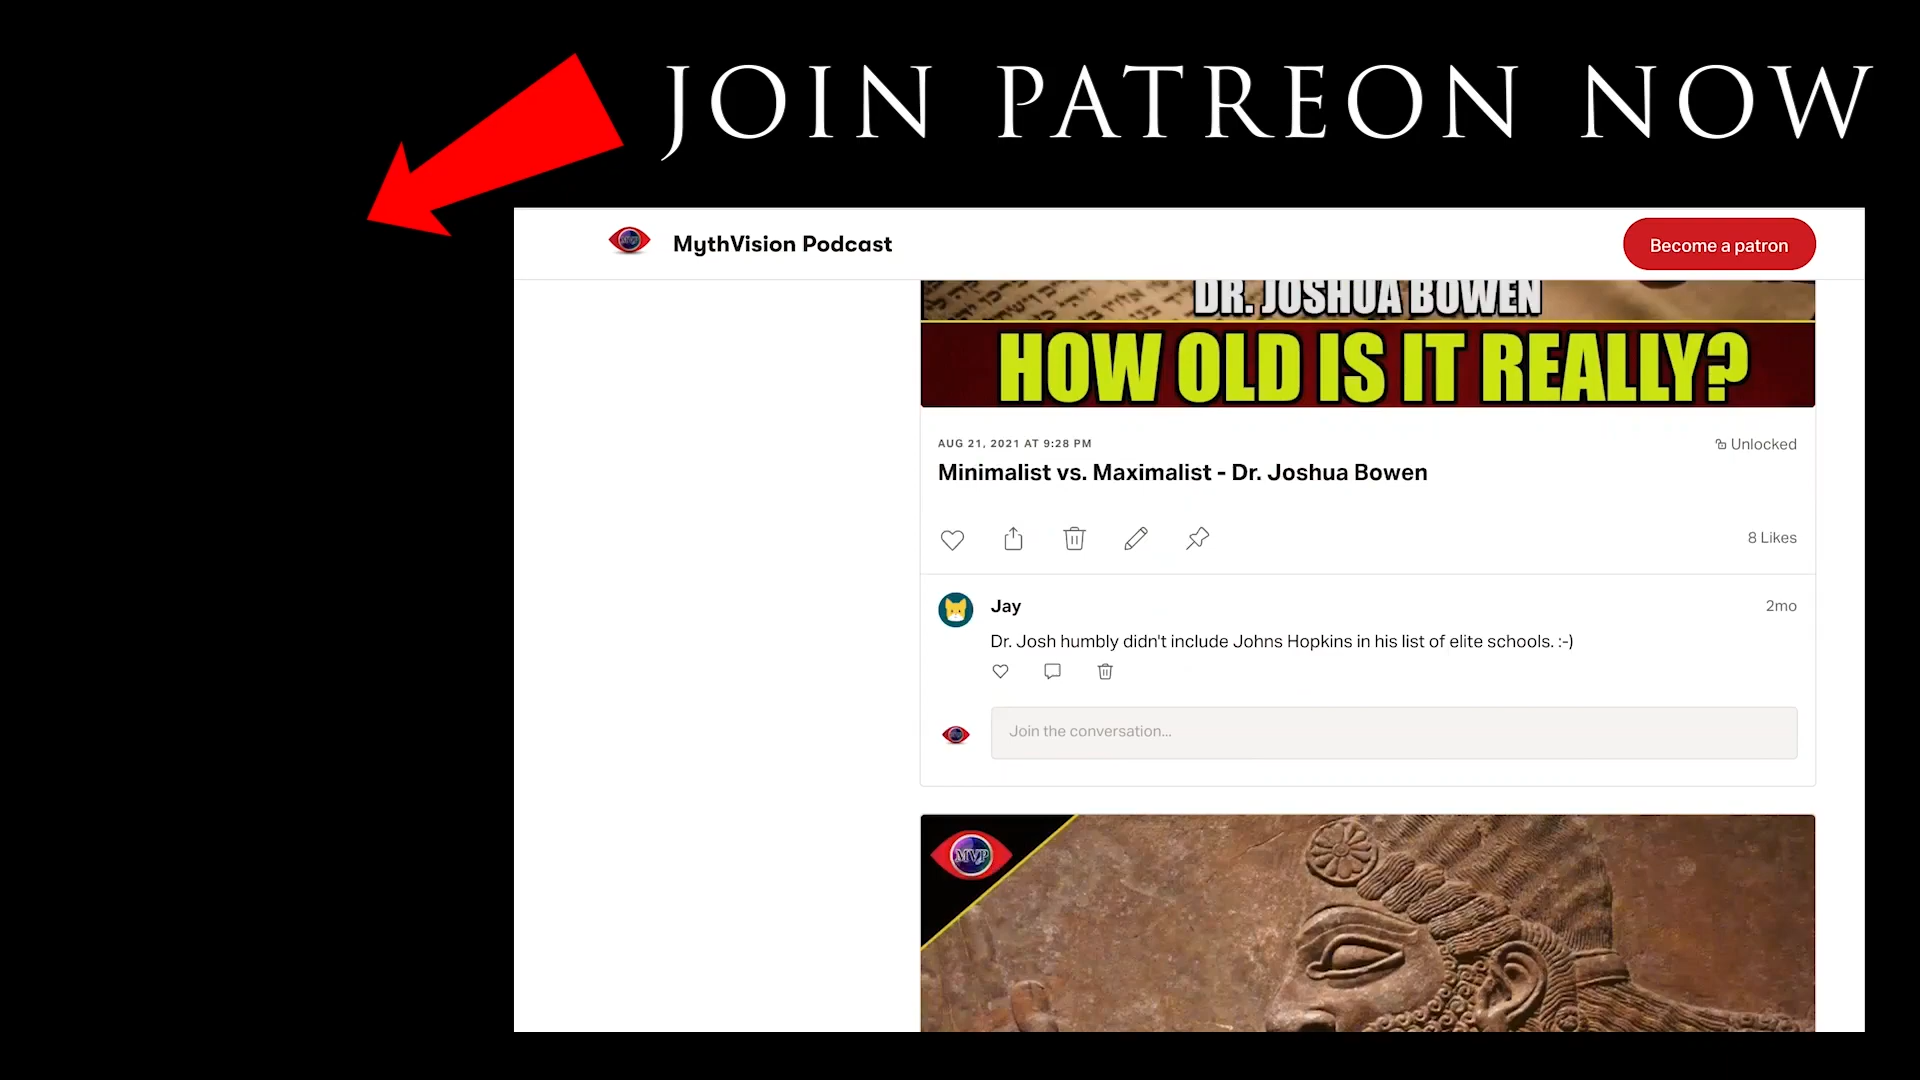 JOIN PATREON NOW
MythVision Podcast
Become a patron
DR. JOSHUA BOWEN
HOW OLD IS IT REALLY?
AUG 21, 2021 AT 9:28 PM
Unlocked
Minimalist vs. Maximalist - Dr. Joshua Bowen
8 Likes
Jay
2mo
Dr. Josh humbly didn't include Johns Hopkins in his list of elite schools. :-)
Join the conversation...
MVP